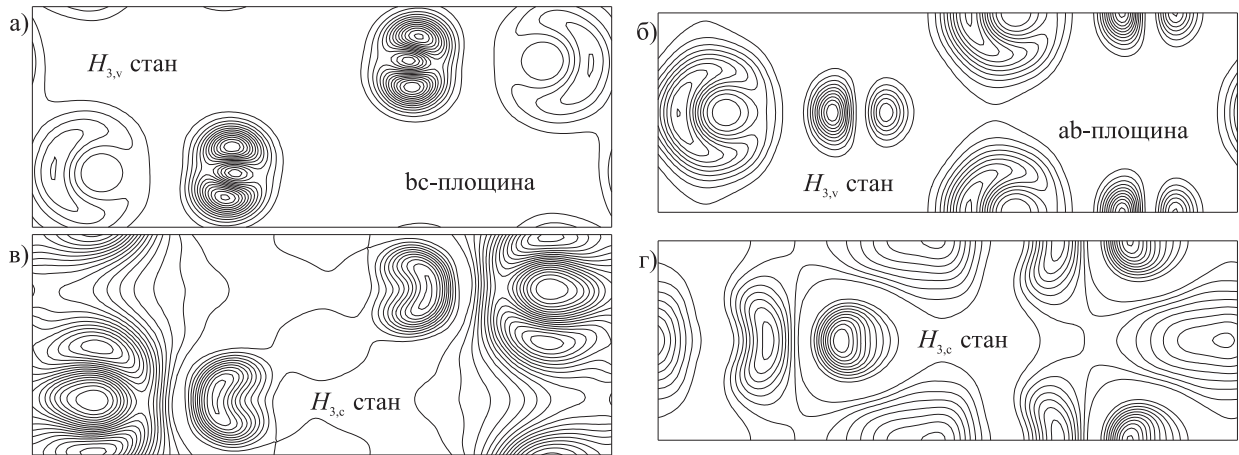 а)
H3,v стан
bc-площина
б)
ab-площина
H3,v стан
в)
H3,c стан
г)
H3,c стан